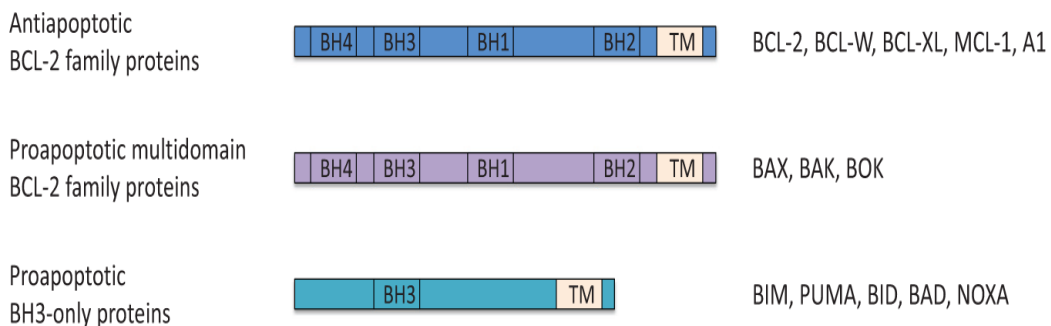 Antiapoptotic
BCL-2 family proteins
BH4 BH3 BH1 BH2 TM
BCL-2, BCL-W, BCL-XL, MCL-1, A1
Proapoptotic multidomain
BCL-2 family proteins
BH4 BH3 BH1 BH2 TM
BAX, BAK, BOK
Proapoptotic
BH3-only proteins
BH3 TM
BIM, PUMA, BID, BAD, NOXA